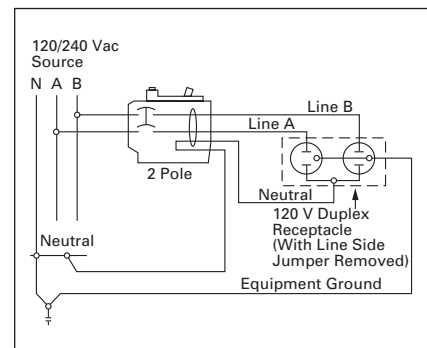 120/240 Vac
Source
N A B
Line B
Line A
2 Pole
Neutral
120 V Duplex
Receptacle
(With Line Side
Jumper Removed)
Neutral
Equipment Ground